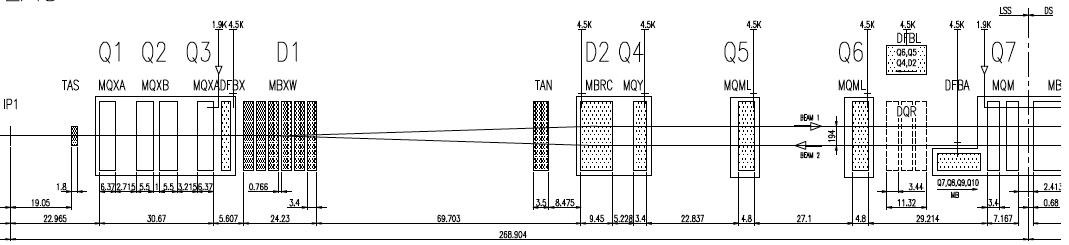 1.9K 4.5K 4.5K 4.5K 4.5K 4.5K 4.5K 4.5K 1.9K LSS DS
Q1 Q2 Q3 D1 D2 Q4 Q5 Q6 DFBL Q7
Q6,Q5
Q4,D2
TAS MQXA MQXB MQXA DFBX MBXW TAN MBRC MQY MQML MQML DFBA MQM MB
IP1 DQR
BEAM 1
194
BEAM 2
Q7,Q8,Q9,Q10
MB
1.8 6.37 2.715 5.5 1 5.5 3.215 6.37 0.766 3.44 2.413
19.05 3.4 3.5 8.475 11.32 3.4 0.68
22.965 30.67 5.607 24.23 69.703 9.45 5.228 3.4 22.837 4.8 27.1 4.8 29.214 7.167
268.904